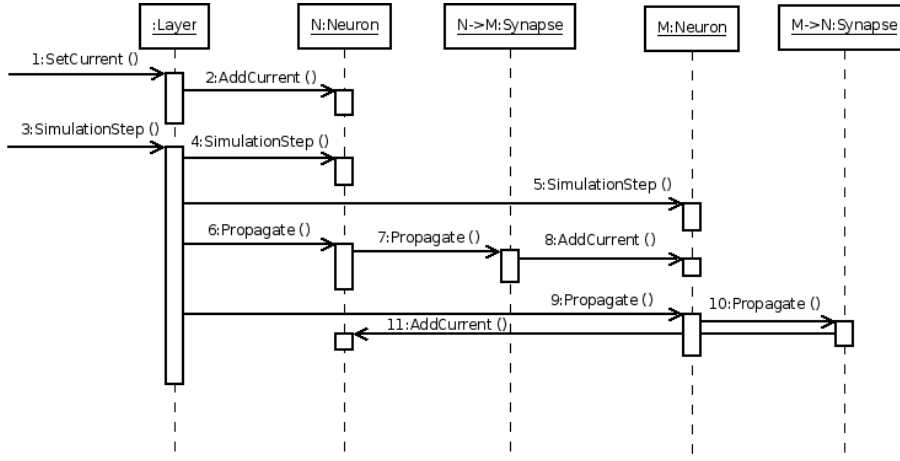 :Layer
N:Neuron
N->M:Synapse
M:Neuron
M->N:Synapse
1:SetCurrent ()
2:AddCurrent ()
3:SimulationStep ()
4:SimulationStep ()
5:SimulationStep ()
6:Propagate ()
7:Propagate ()
8:AddCurrent ()
9:Propagate ()
10:Propagate ()
11:AddCurrent ()